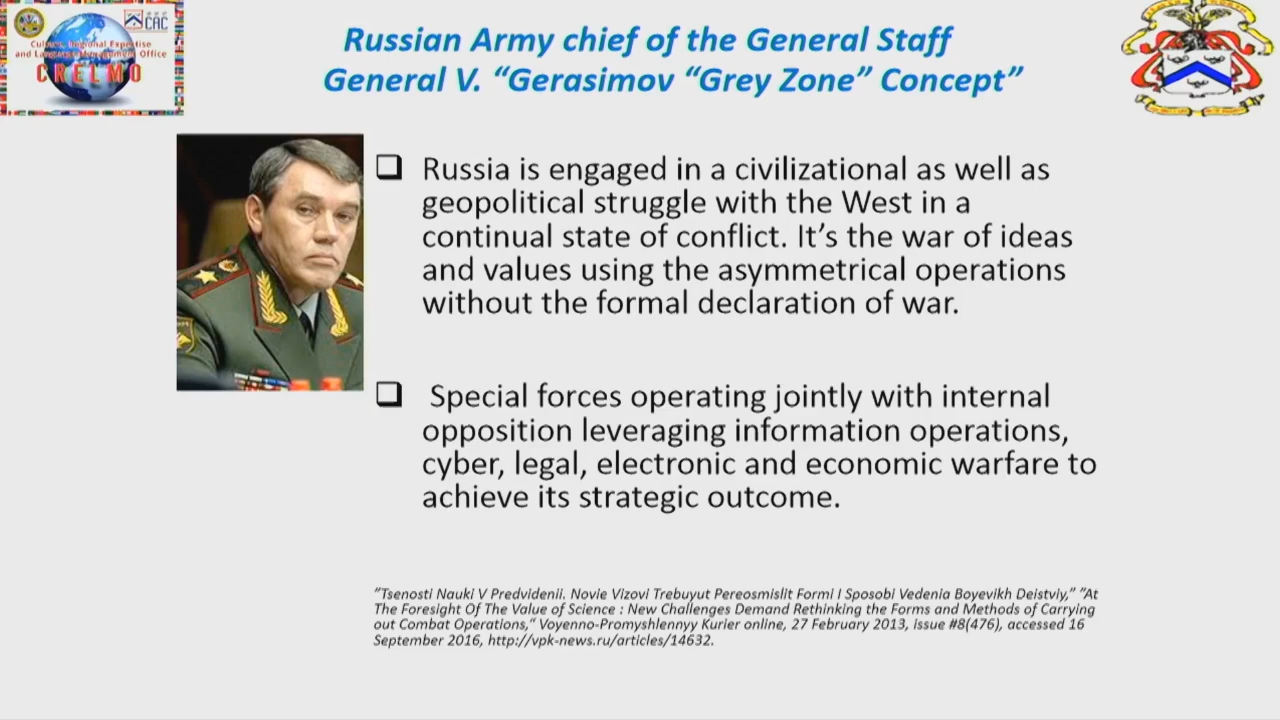 CAC
Culture, Regional Expertise
and Language Management Office
CRELMO
Russian Army chief of the General Staff
General V. “Gerasimov “Grey Zone” Concept”
Russia is engaged in a civilizational as well as
geopolitical struggle with the West in a
continual state of conflict. It’s the war of ideas
and values using the asymmetrical operations
without the formal declaration of war.
Special forces operating jointly with internal
opposition leveraging information operations,
cyber, legal, electronic and economic warfare to
achieve its strategic outcome.
”Tsenosti Nauki V Predvidenii. Novie Vizovi Trebuyut Pereosmislit Formi I Sposobi Vedenia Boyevikh Deistviy,” ”At
The Foresight Of The Value of Science : New Challenges Demand Rethinking the Forms and Methods of Carrying
out Combat Operations,” Voyenno-Promyshlennyy Kurier online, 27 February 2013, issue #8(476), accessed 16
September 2016, http://vpk-news.ru/articles/14632.